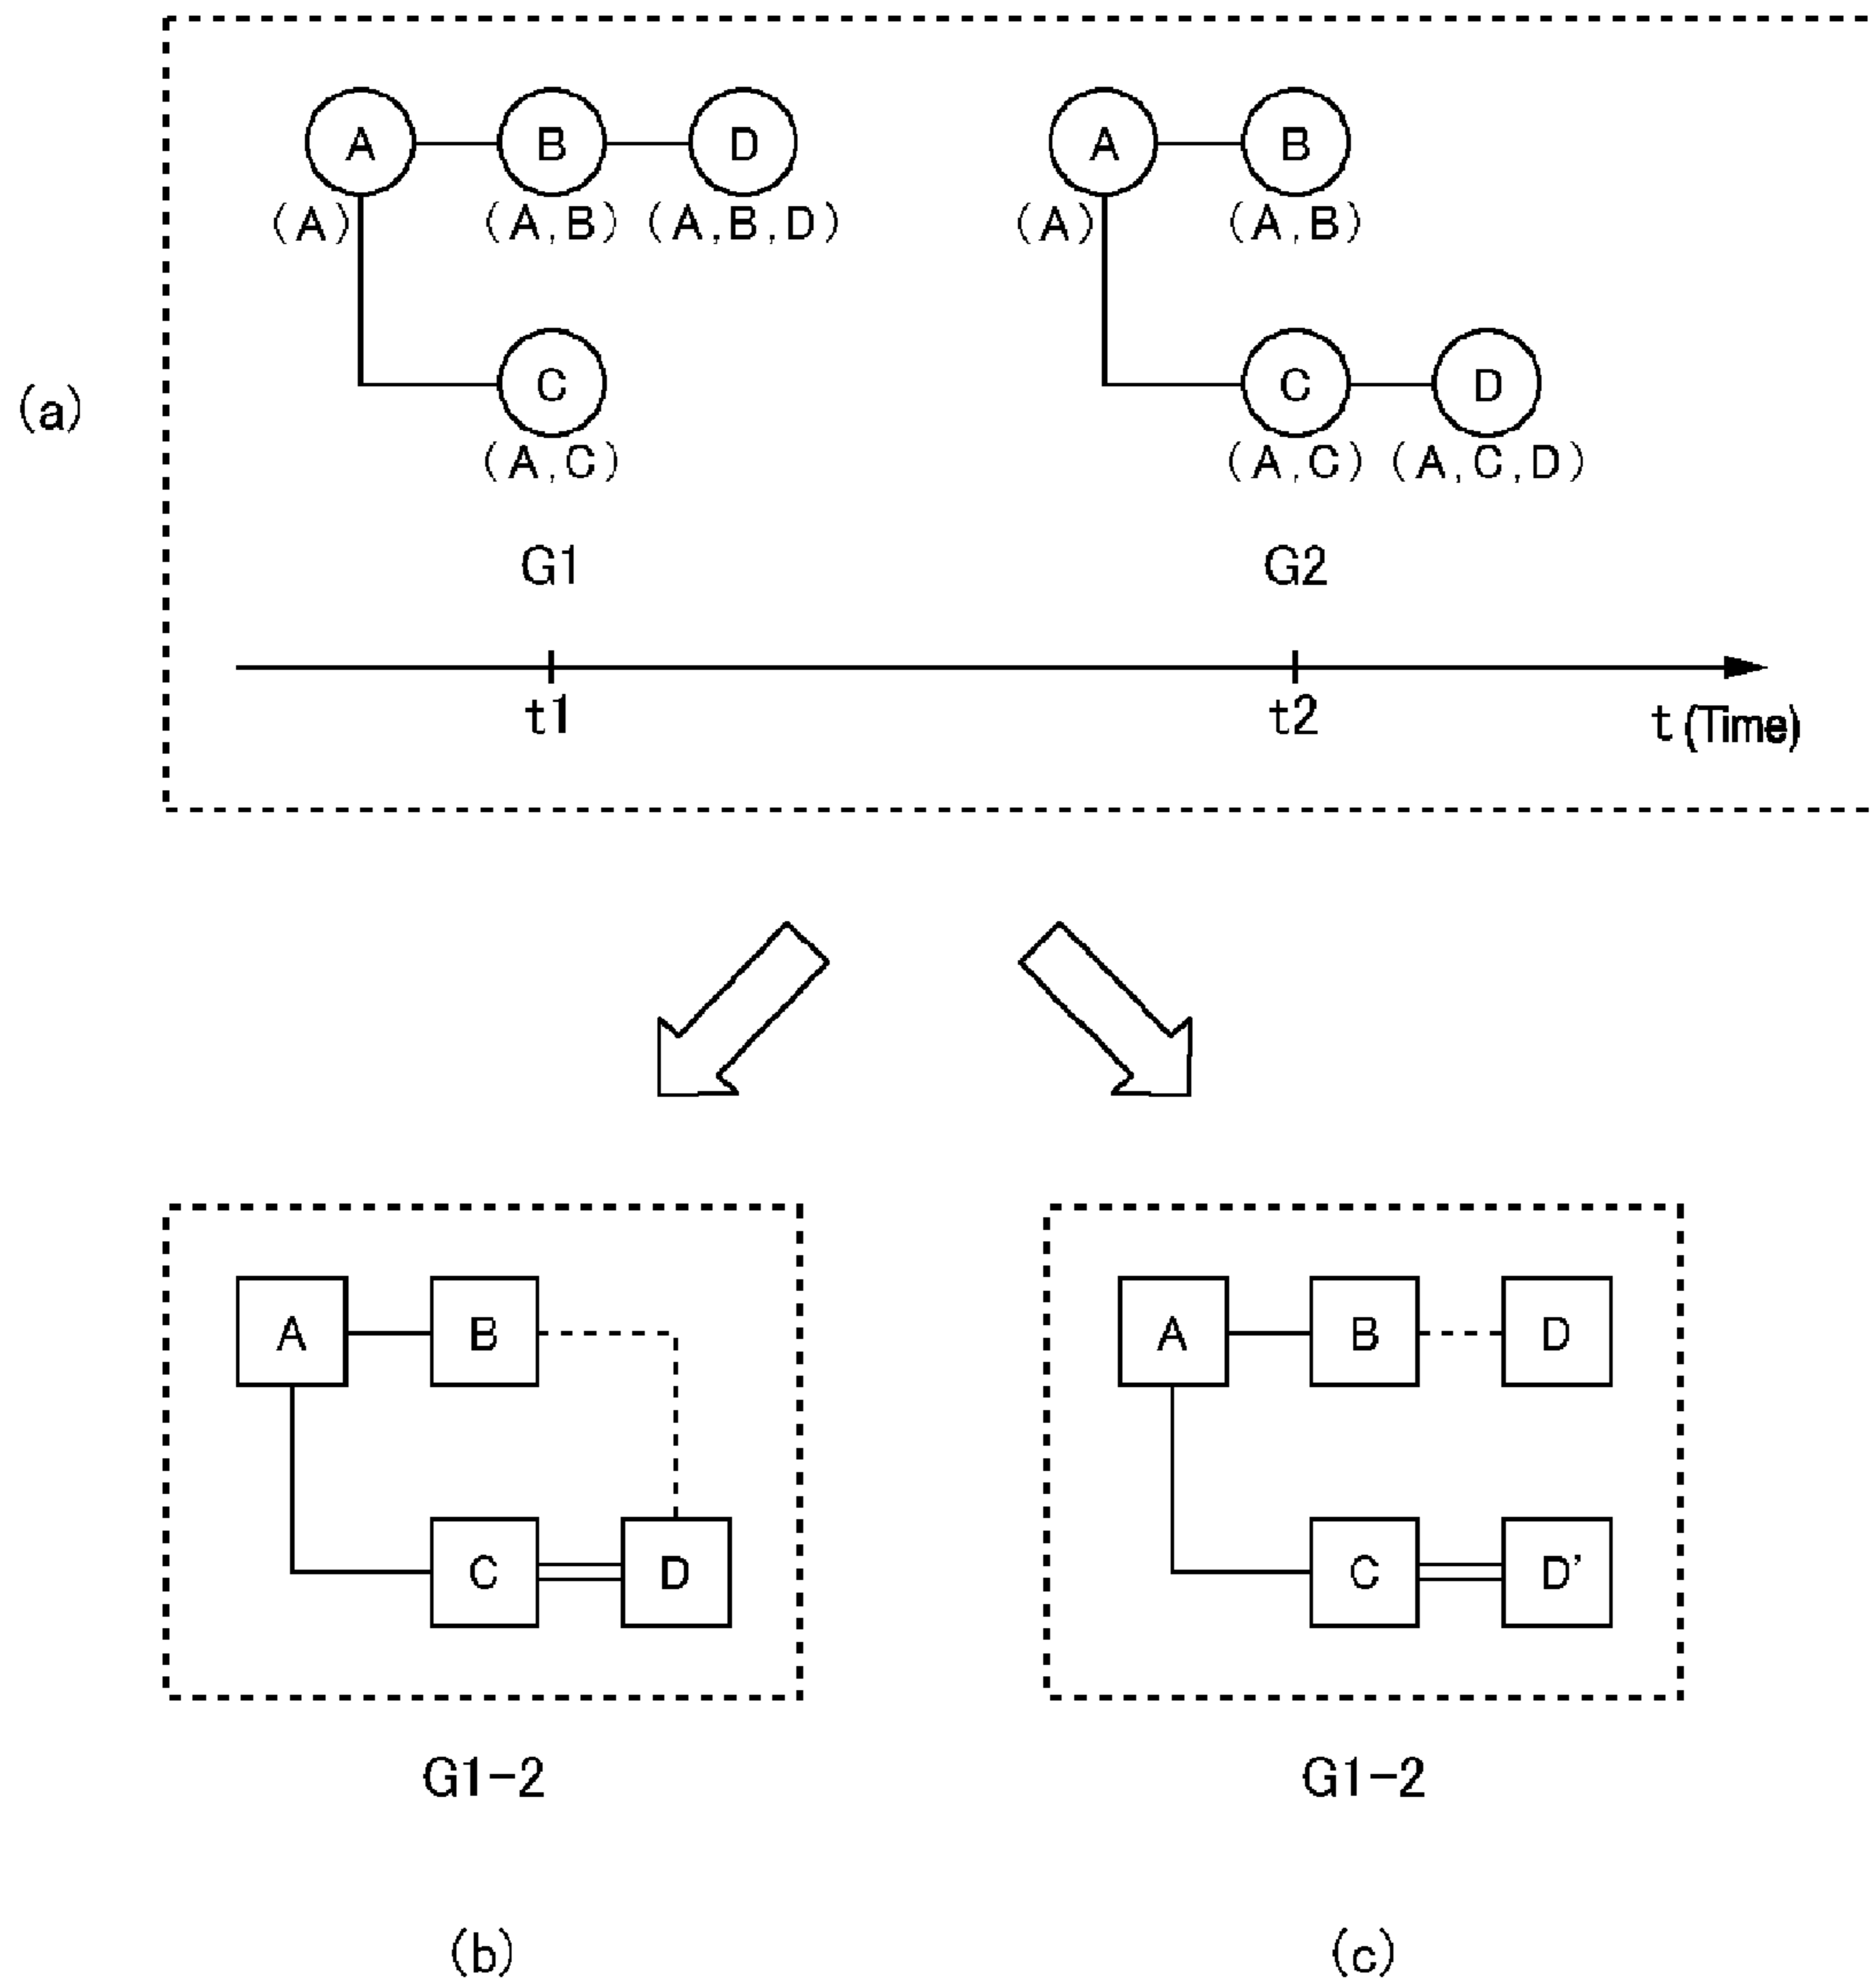 A B D A B
(A) (A,B) (A,B,D) (A) (A,B)
C C D
(a)
(A,C) (A,C) (A,C,D)
G1 G2
t1 t2 t(Time)
A B A B D
C D C D'
G1-2 G1-2
(b) (c)